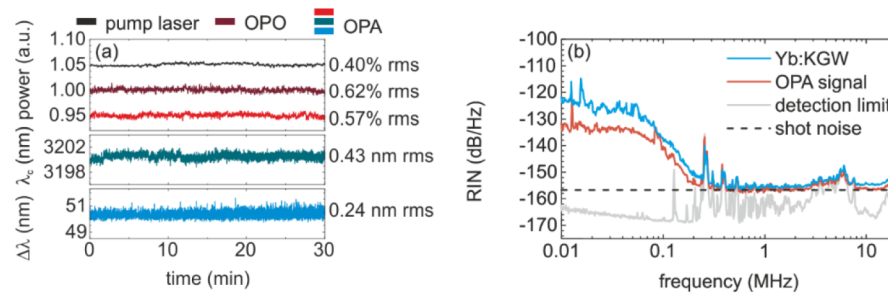 pump laser OPO OPA
(a)
power (a.u.)
1.10
1.05
1.00
0.95
0.40% rms
0.62% rms
0.57% rms
λc (nm)
3202
3198
0.43 nm rms
Δλ (nm)
51
49
0.24 nm rms
0 10 20 30
time (min)
(b)
RIN (dB/Hz)
-100
-110
-120
-130
-140
-150
-160
-170
Yb:KGW
OPA signal
detection limit
shot noise
0.01 0.1 1 10
frequency (MHz)